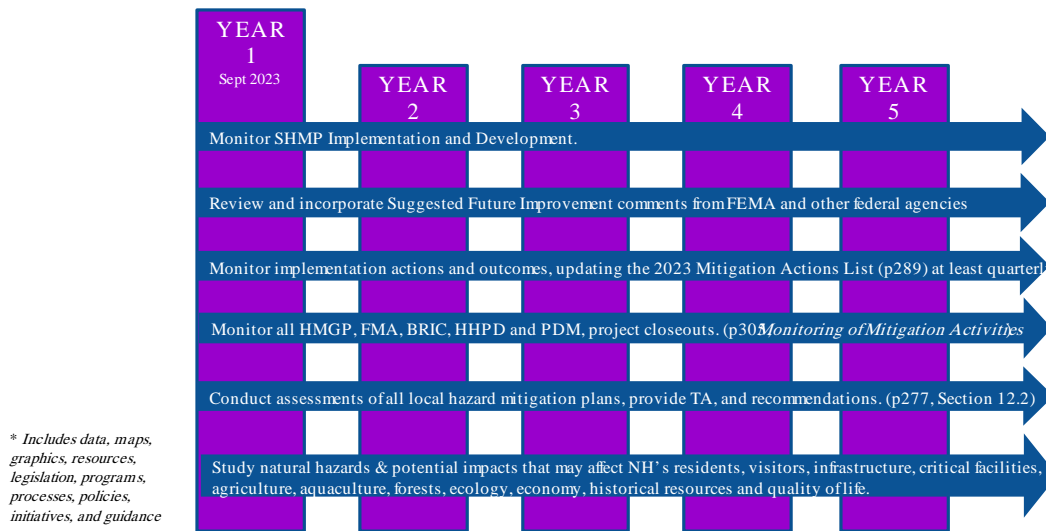 YEAR
1
Sept 2023
YEAR
2
YEAR
3
YEAR
4
YEAR
5
Monitor SHMP Implementation and Development.
Review and incorporate Suggested Future Improvement comments from FEMA and other federal agencies
Monitor implementation actions and outcomes, updating the 2023 Mitigation Actions List (p289) at least quarterl
Monitor all HMGP, FMA, BRIC, HHPD and PDM, project closeouts. (p305, Monitoring of Mitigation Activities).
Conduct assessments of all local hazard mitigation plans, provide TA, and recommendations. (p277, Section 12.2)
Study natural hazards & potential impacts that may affect NH's residents, visitors, infrastructure, critical facilities,
agriculture, aquaculture, forests, ecology, economy, historical resources and quality of life.
* Includes data, maps,
graphics, resources,
legislation, programs,
processes, policies,
initiatives, and guidance